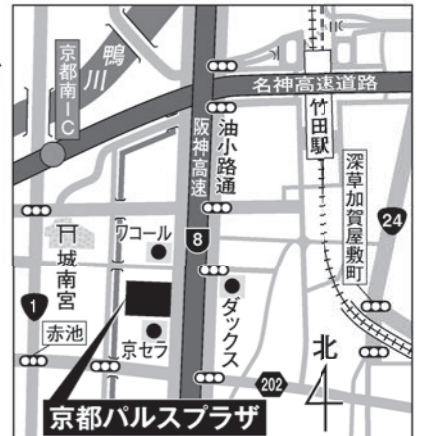 京都南IC
鴨川
名神高速道路
竹田駅
阪神高速
油小路通
深草加賀屋敷町
24
8
ワコール
城南宮
1
赤池
京セラ
ダックス
北
202
京都パルスプラザ